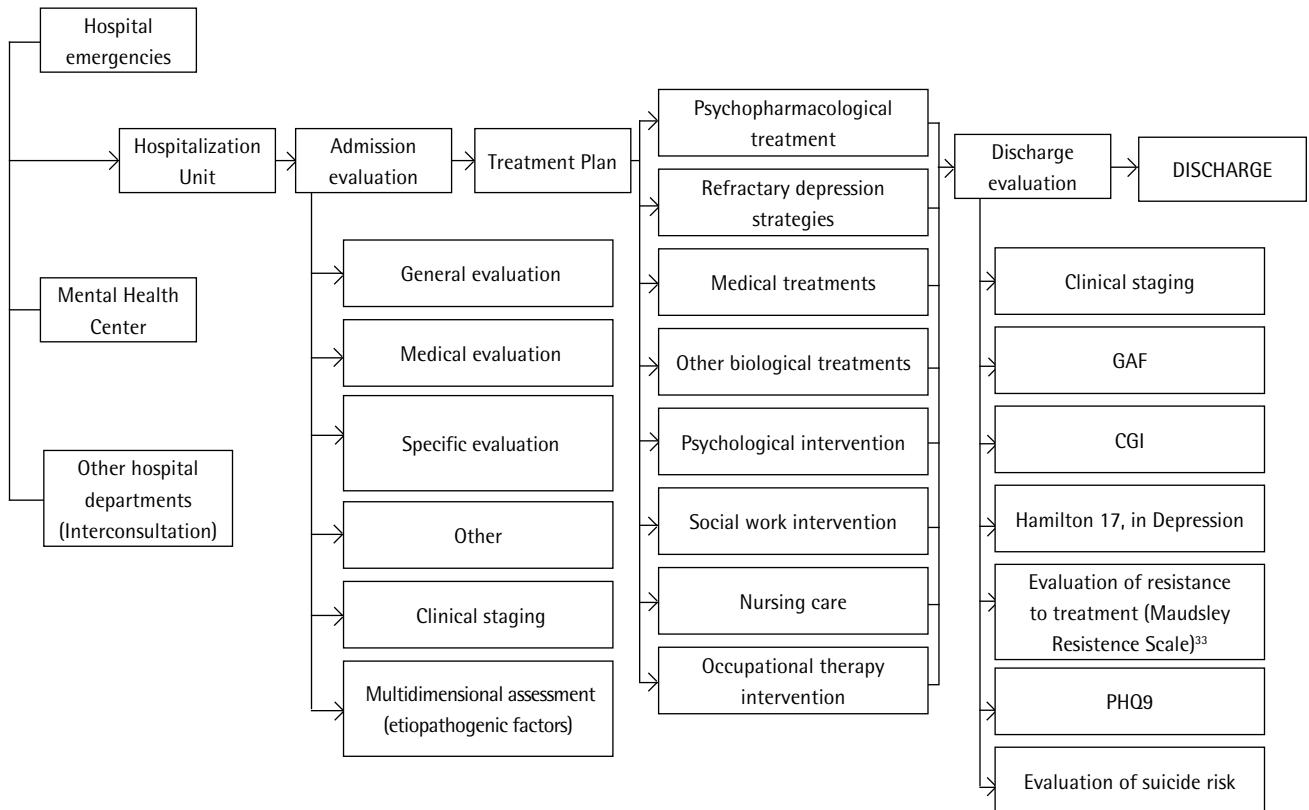 Hospital
emergencies
Hospitalization
Unit
Mental Health
Center
Other hospital
departments
(Interconsultation)
Admission
evaluation
General evaluation
Medical evaluation
Specific evaluation
Other
Clinical staging
Multidimensional assessment
(etiopathogenic factors)
Treatment Plan
Psychopharmacological
treatment
Refractary depression
strategies
Medical treatments
Other biological treatments
Psychological intervention
Social work intervention
Nursing care
Occupational therapy
intervention
Discharge
evaluation
DISCHARGE
Clinical staging
GAF
CGI
Hamilton 17, in Depression
Evaluation of resistance
to treatment (Maudsley
Resistence Scale)³³
PHQ9
Evaluation of suicide risk